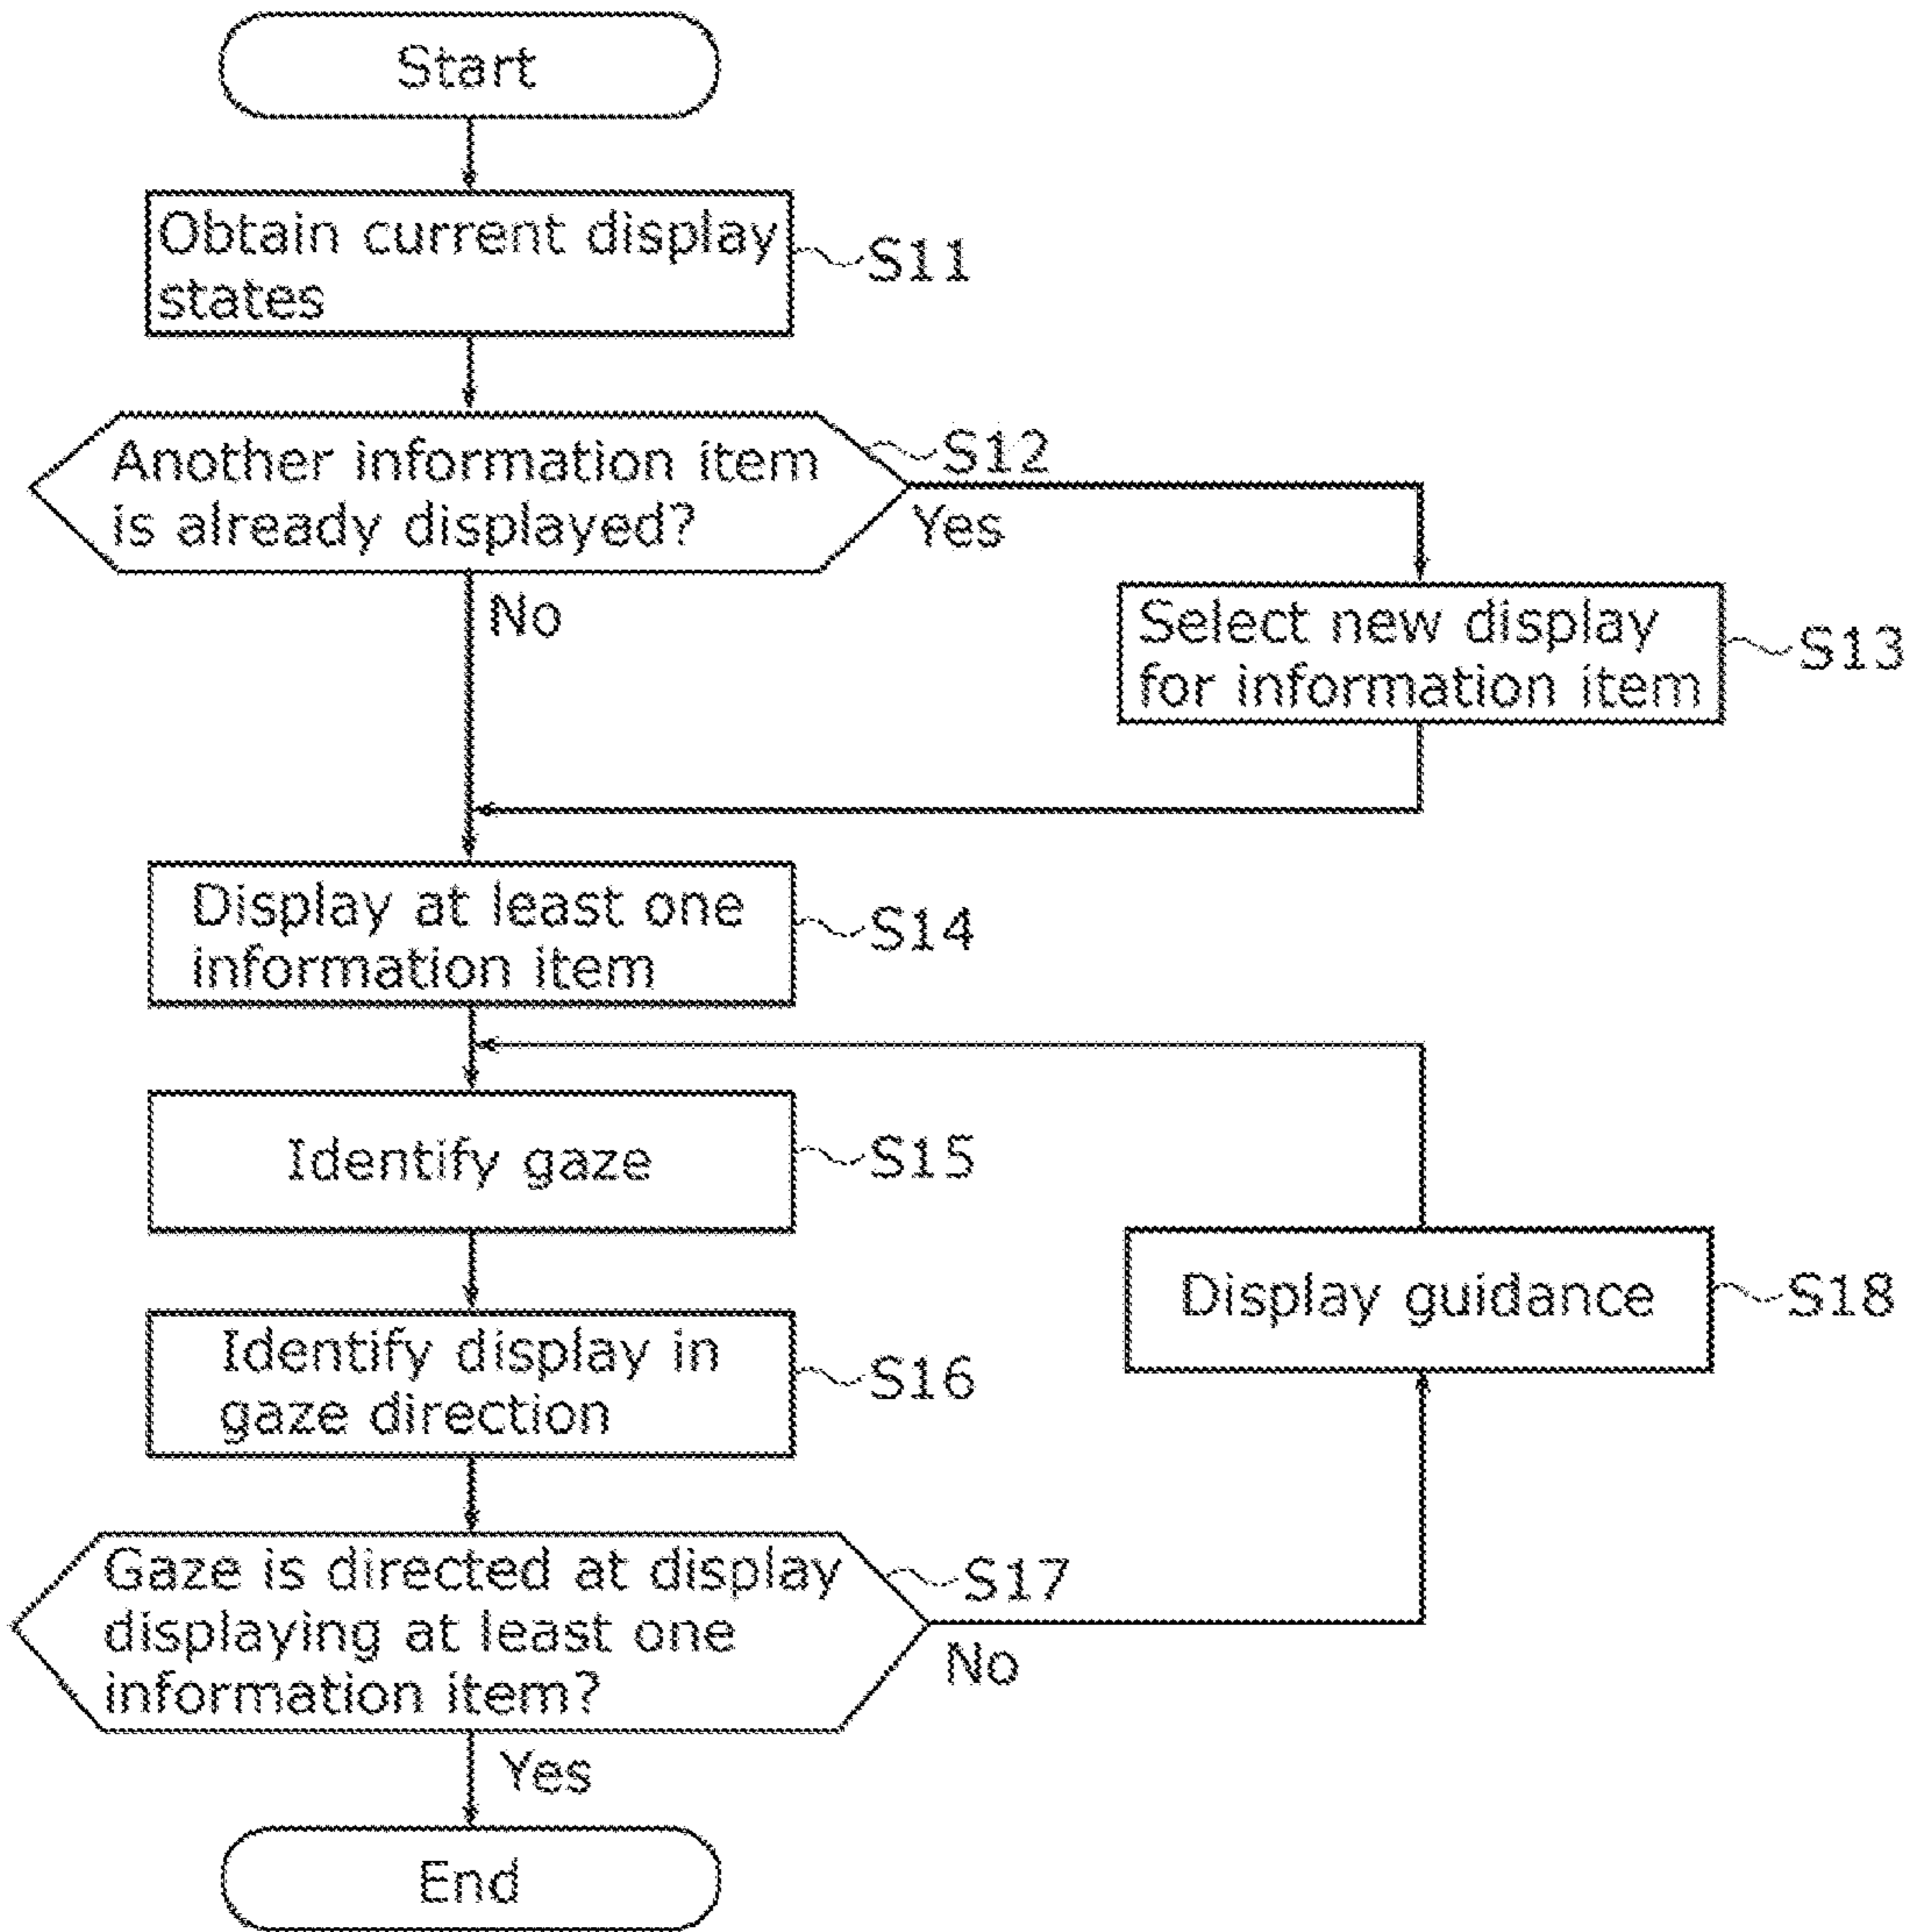 Start
Obtain current display
states
S11
Another information item
is already displayed?
S12
Yes
No
Select new display
for information item
S13
Display at least one
information item
S14
Identify gaze
S15
Identify display in
gaze direction
S16
Gaze is directed at display
displaying at least one
information item?
S17
No
Display guidance
S18
Yes
End